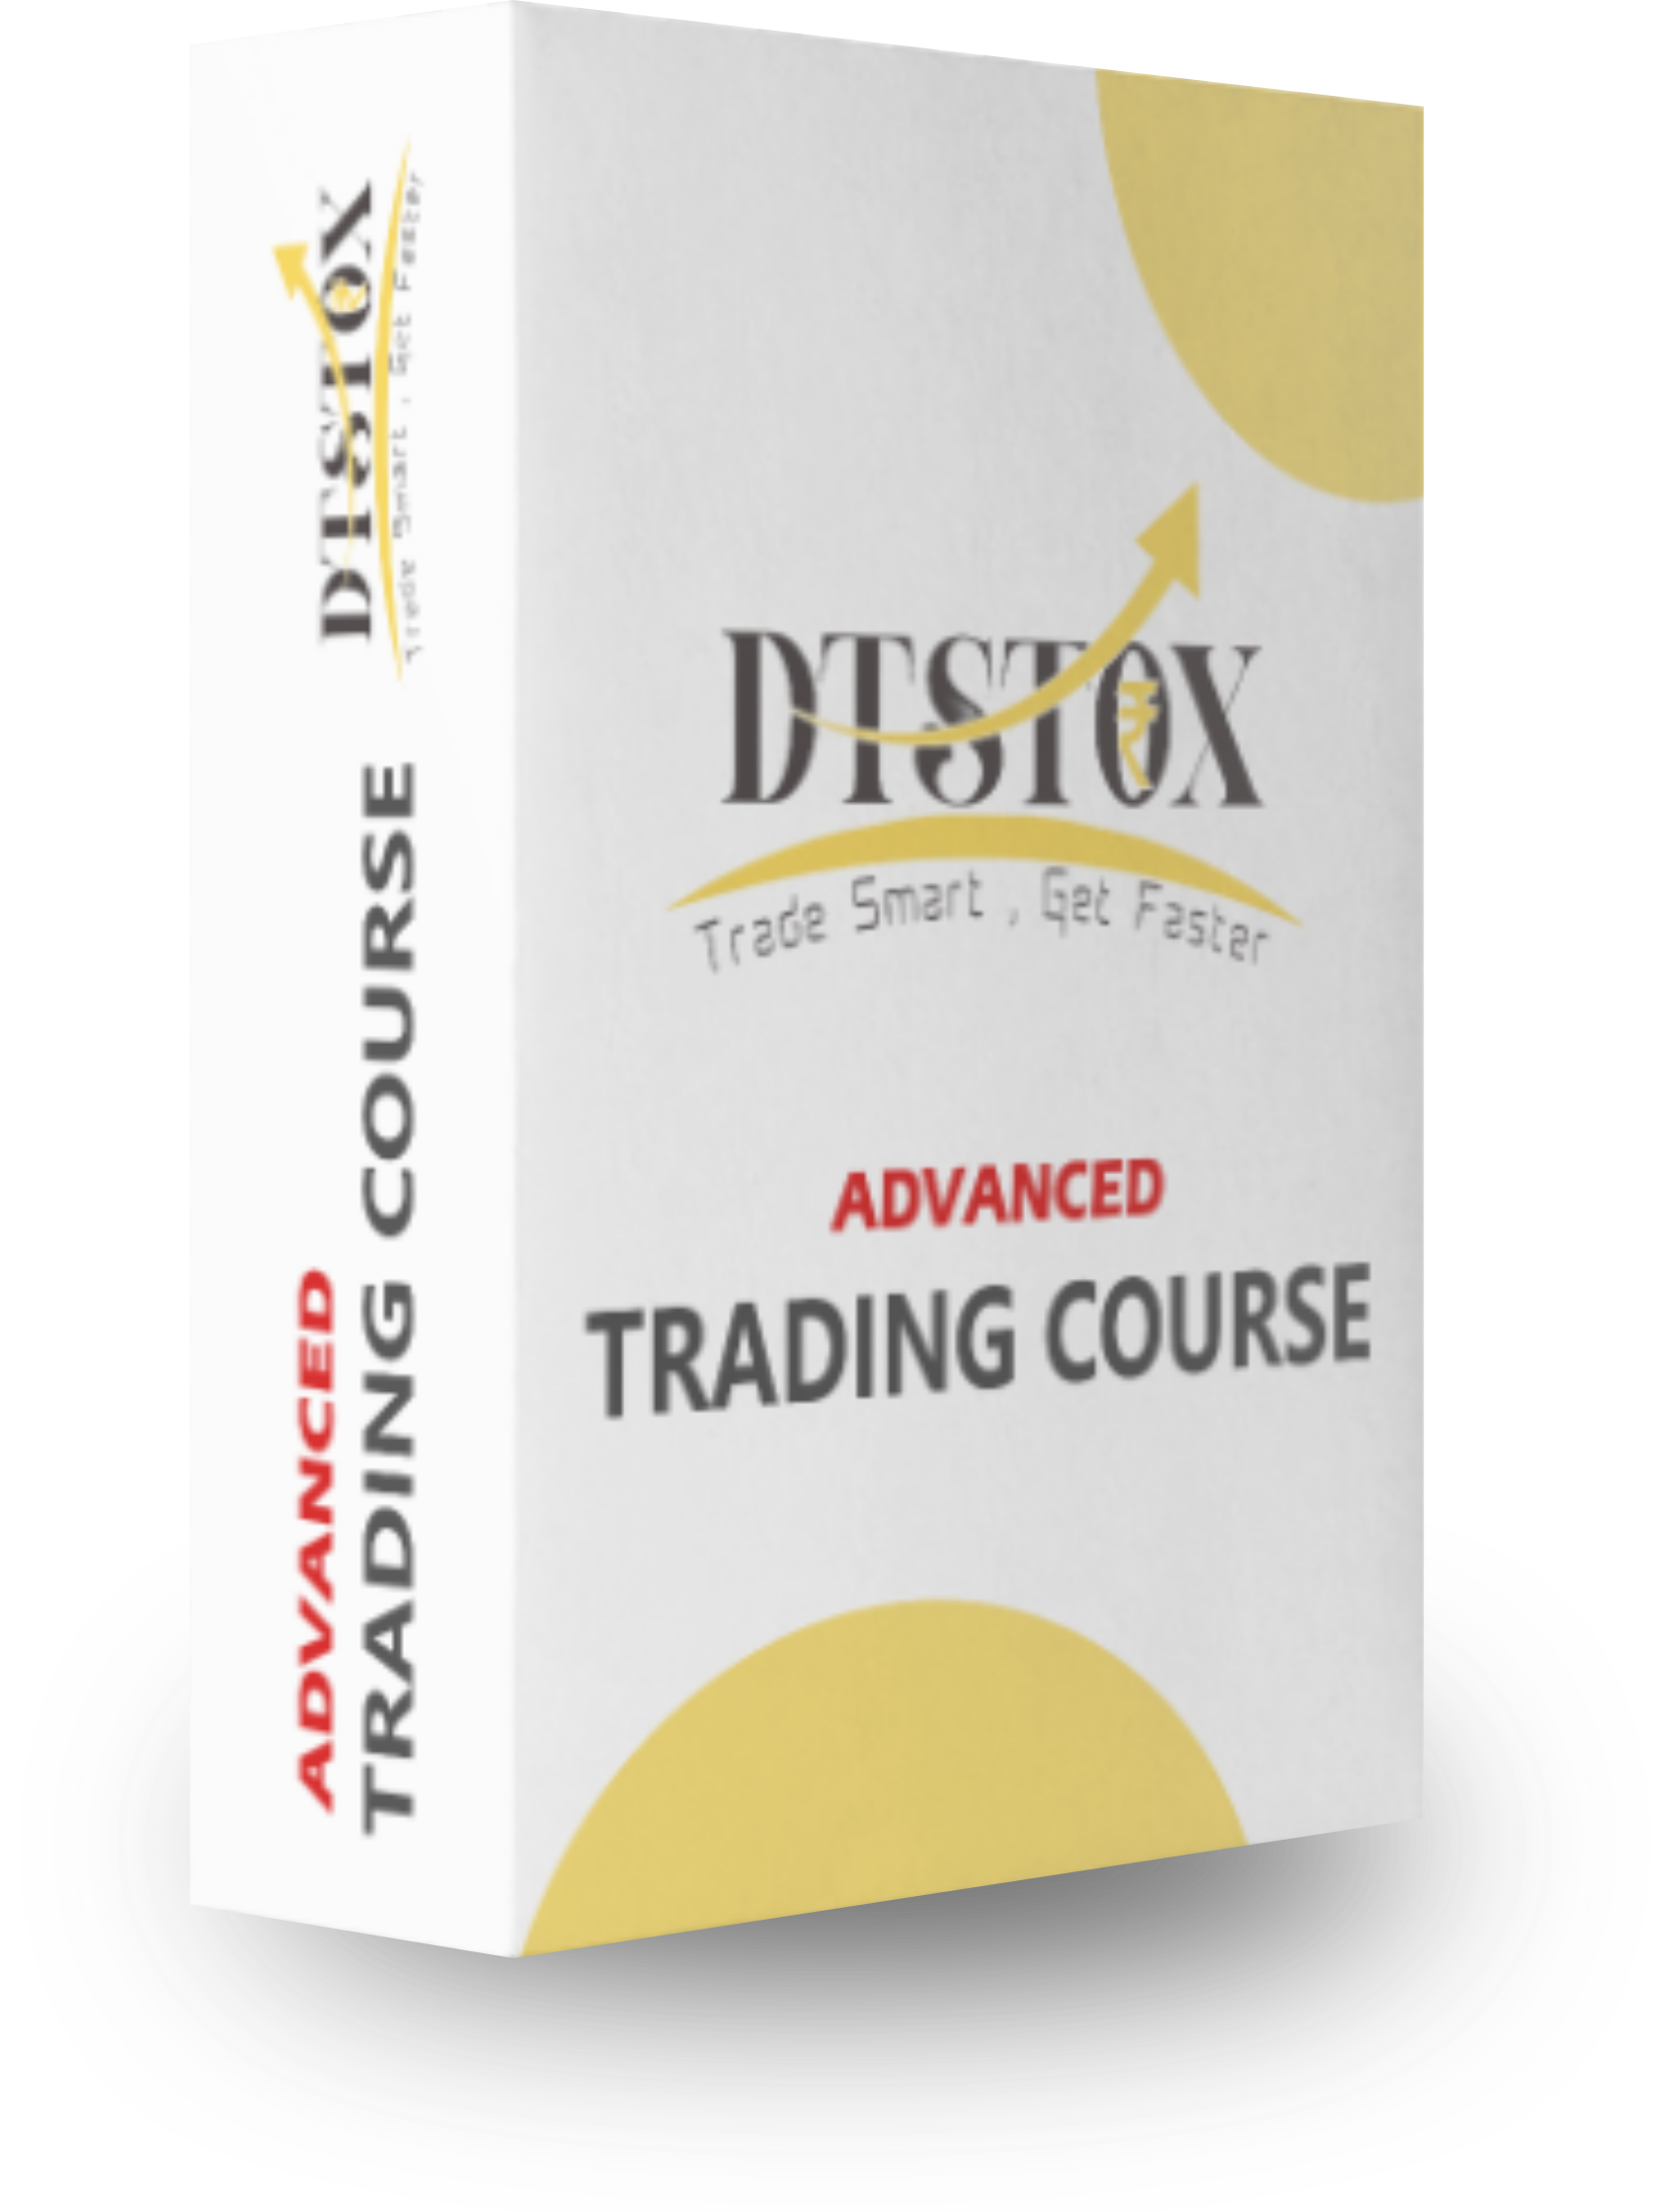 DTSTOX
Trade Smart , Get Faster
ADVANCED
TRADING COURSE
DTSTOX
Trade Smart , Get Faster
ADVANCED
TRADING COURSE